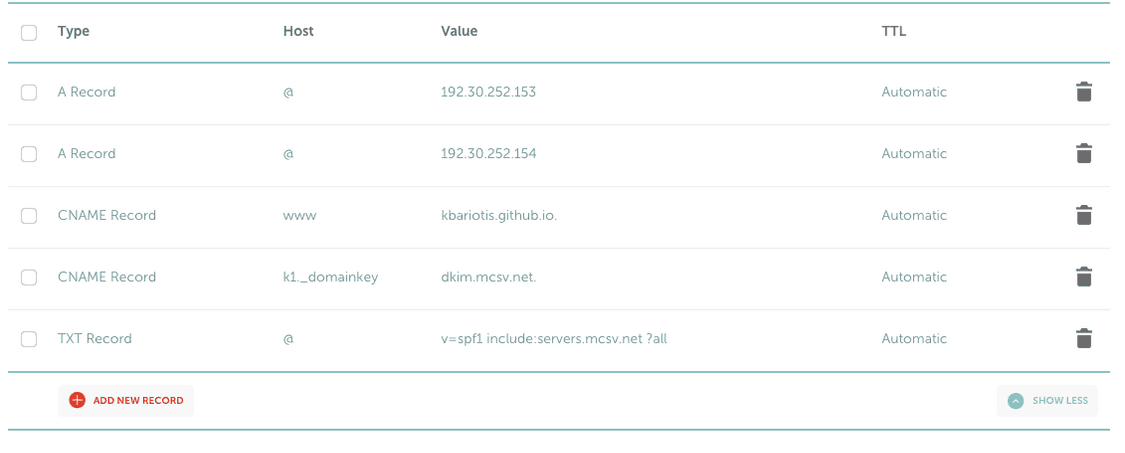 Type Host Value TTL
A Record @ 192.30.252.153 Automatic
A Record @ 192.30.252.154 Automatic
CNAME Record www kbariotis.github.io. Automatic
CNAME Record k1._domainkey dkim.mcsv.net. Automatic
TXT Record @ v=spf1 include:servers.mcsv.net ?all Automatic
ADD NEW RECORD SHOW LESS